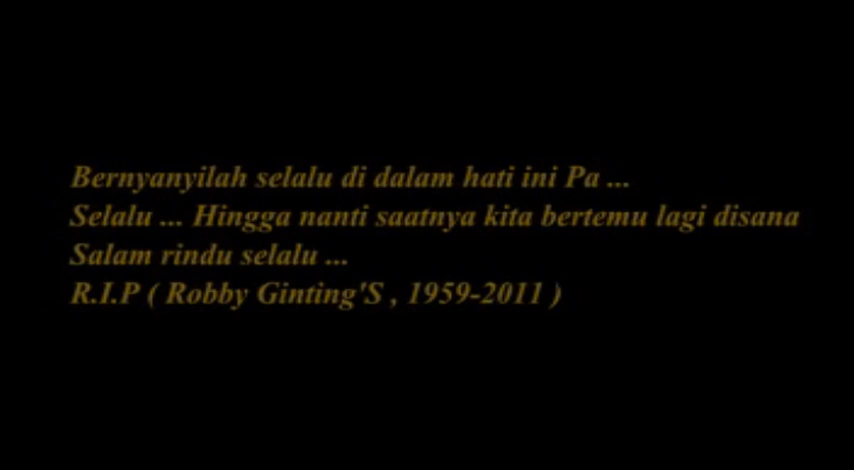 Bernyanyilah selalu di dalam hati ini Pa ...
Selalu ... Hingga nanti saatnya kita bertemu lagi disana
Salam rindu selalu ...
R.I.P ( Robby Ginting'S , 1959-2011 )